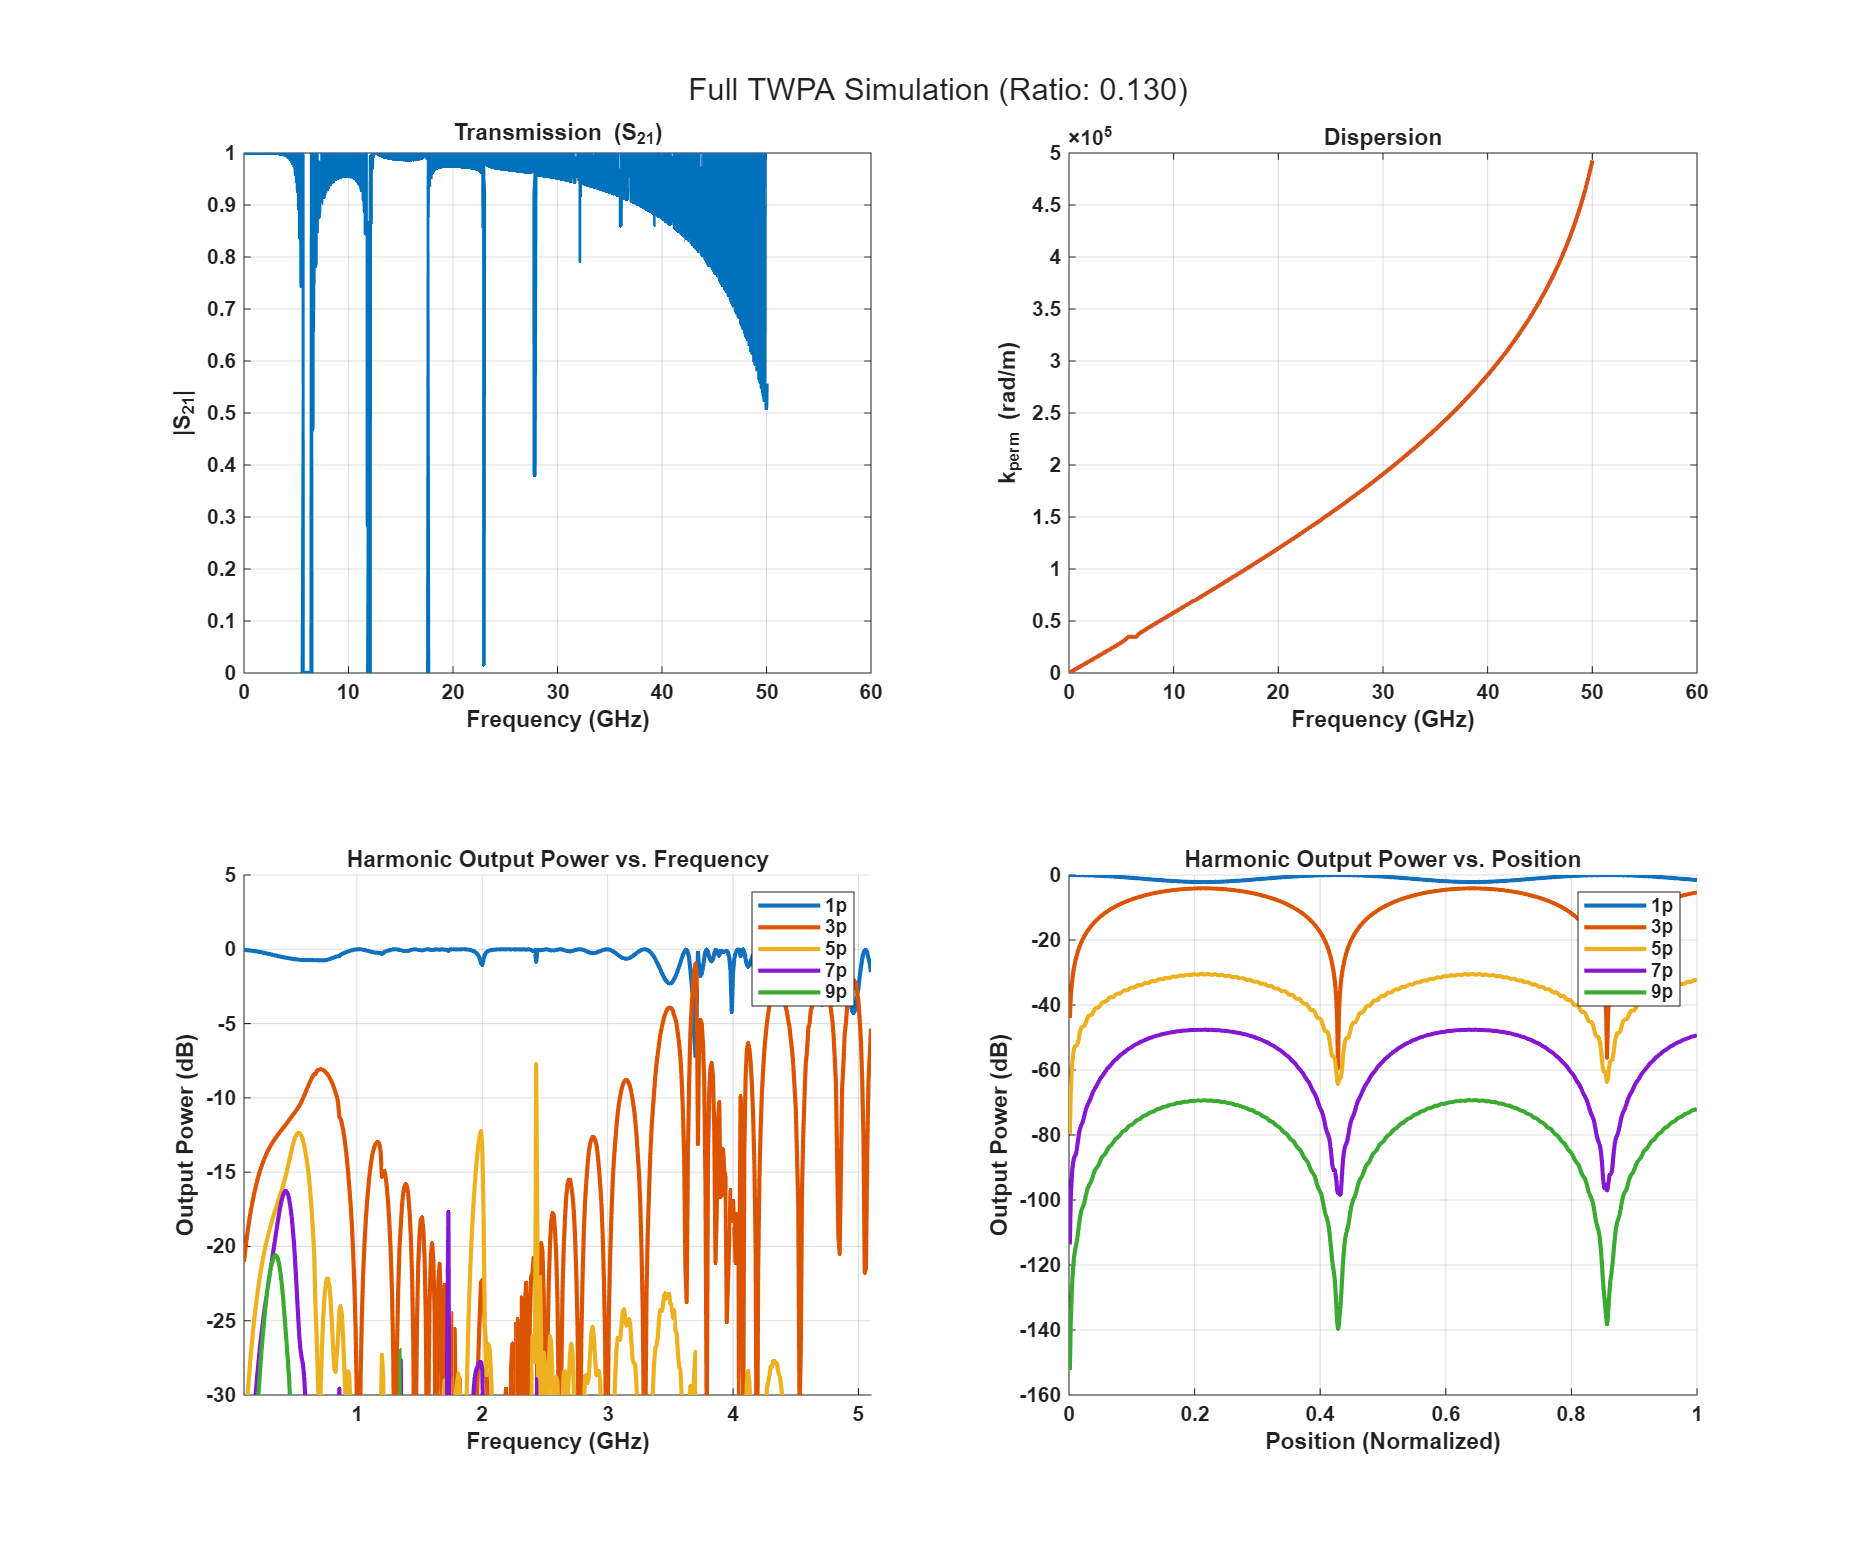 Full TWPA Simulation (Ratio: 0.130)
Transmission (S21)
1
0.9
0.8
0.7
0.6
0.5
0.4
0.3
0.2
0.1
0
|S21|
0 10 20 30 40 50 60
Frequency (GHz)
×10^5
Dispersion
5
4.5
4
3.5
3
2.5
2
1.5
1
0.5
0
kperm (rad/m)
0 10 20 30 40 50 60
Frequency (GHz)
Harmonic Output Power vs. Frequency
5
0
-5
-10
-15
-20
-25
-30
Output Power (dB)
1p
3p
5p
7p
9p
1 2 3 4 5
Frequency (GHz)
Harmonic Output Power vs. Position
0
-20
-40
-60
-80
-100
-120
-140
-160
Output Power (dB)
1p
3p
5p
7p
9p
0 0.2 0.4 0.6 0.8 1
Position (Normalized)